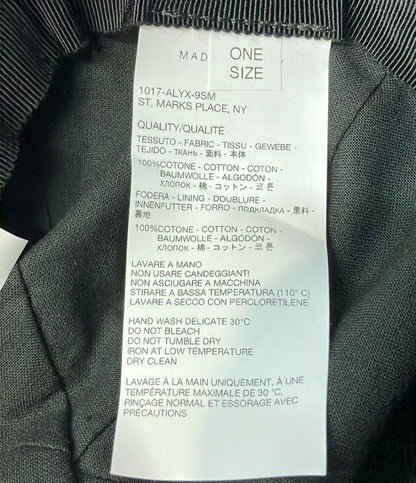 MAD
ONE
SIZE
1017-ALYX-9SM
ST. MARKS PLACE, NY
QUALITY/QUALITÉ
TESSUTO - FABRIC - TISSU - GEWEBE -
TEJIDO - ТКАНЬ - 面料 - 本体
100%COTONE - COTTON - COTON -
BAUMWOLLE - ALGODÓN -
ХЛОПОК - 棉 - コットン - 코튼
FODERA - LINING - DOUBLURE -
INNENFUTTER - FORRO - ПОДКЛАДКА - 里料 -
裏地
100%COTONE - COTTON - COTON -
BAUMWOLLE - ALGODÓN -
ХЛОПОК - 棉 - コットン - 코튼
LAVARE A MANO
NON USARE CANDEGGIANTI
NON ASCIUGARE A MACCHINA
STIRARE A BASSA TEMPERATURA (110° C)
LAVARE A SECCO CON PERCLORETILENE
HAND WASH DELICATE 30°C
DO NOT BLEACH
DO NOT TUMBLE DRY
IRON AT LOW TEMPERATURE
DRY CLEAN
LAVAGE À LA MAIN UNIQUEMENT, À UNE
TEMPÉRATURE MAXIMALE DE 30 °C.
RINÇAGE NORMAL ET ESSORAGE AVEC
PRÉCAUTIONS